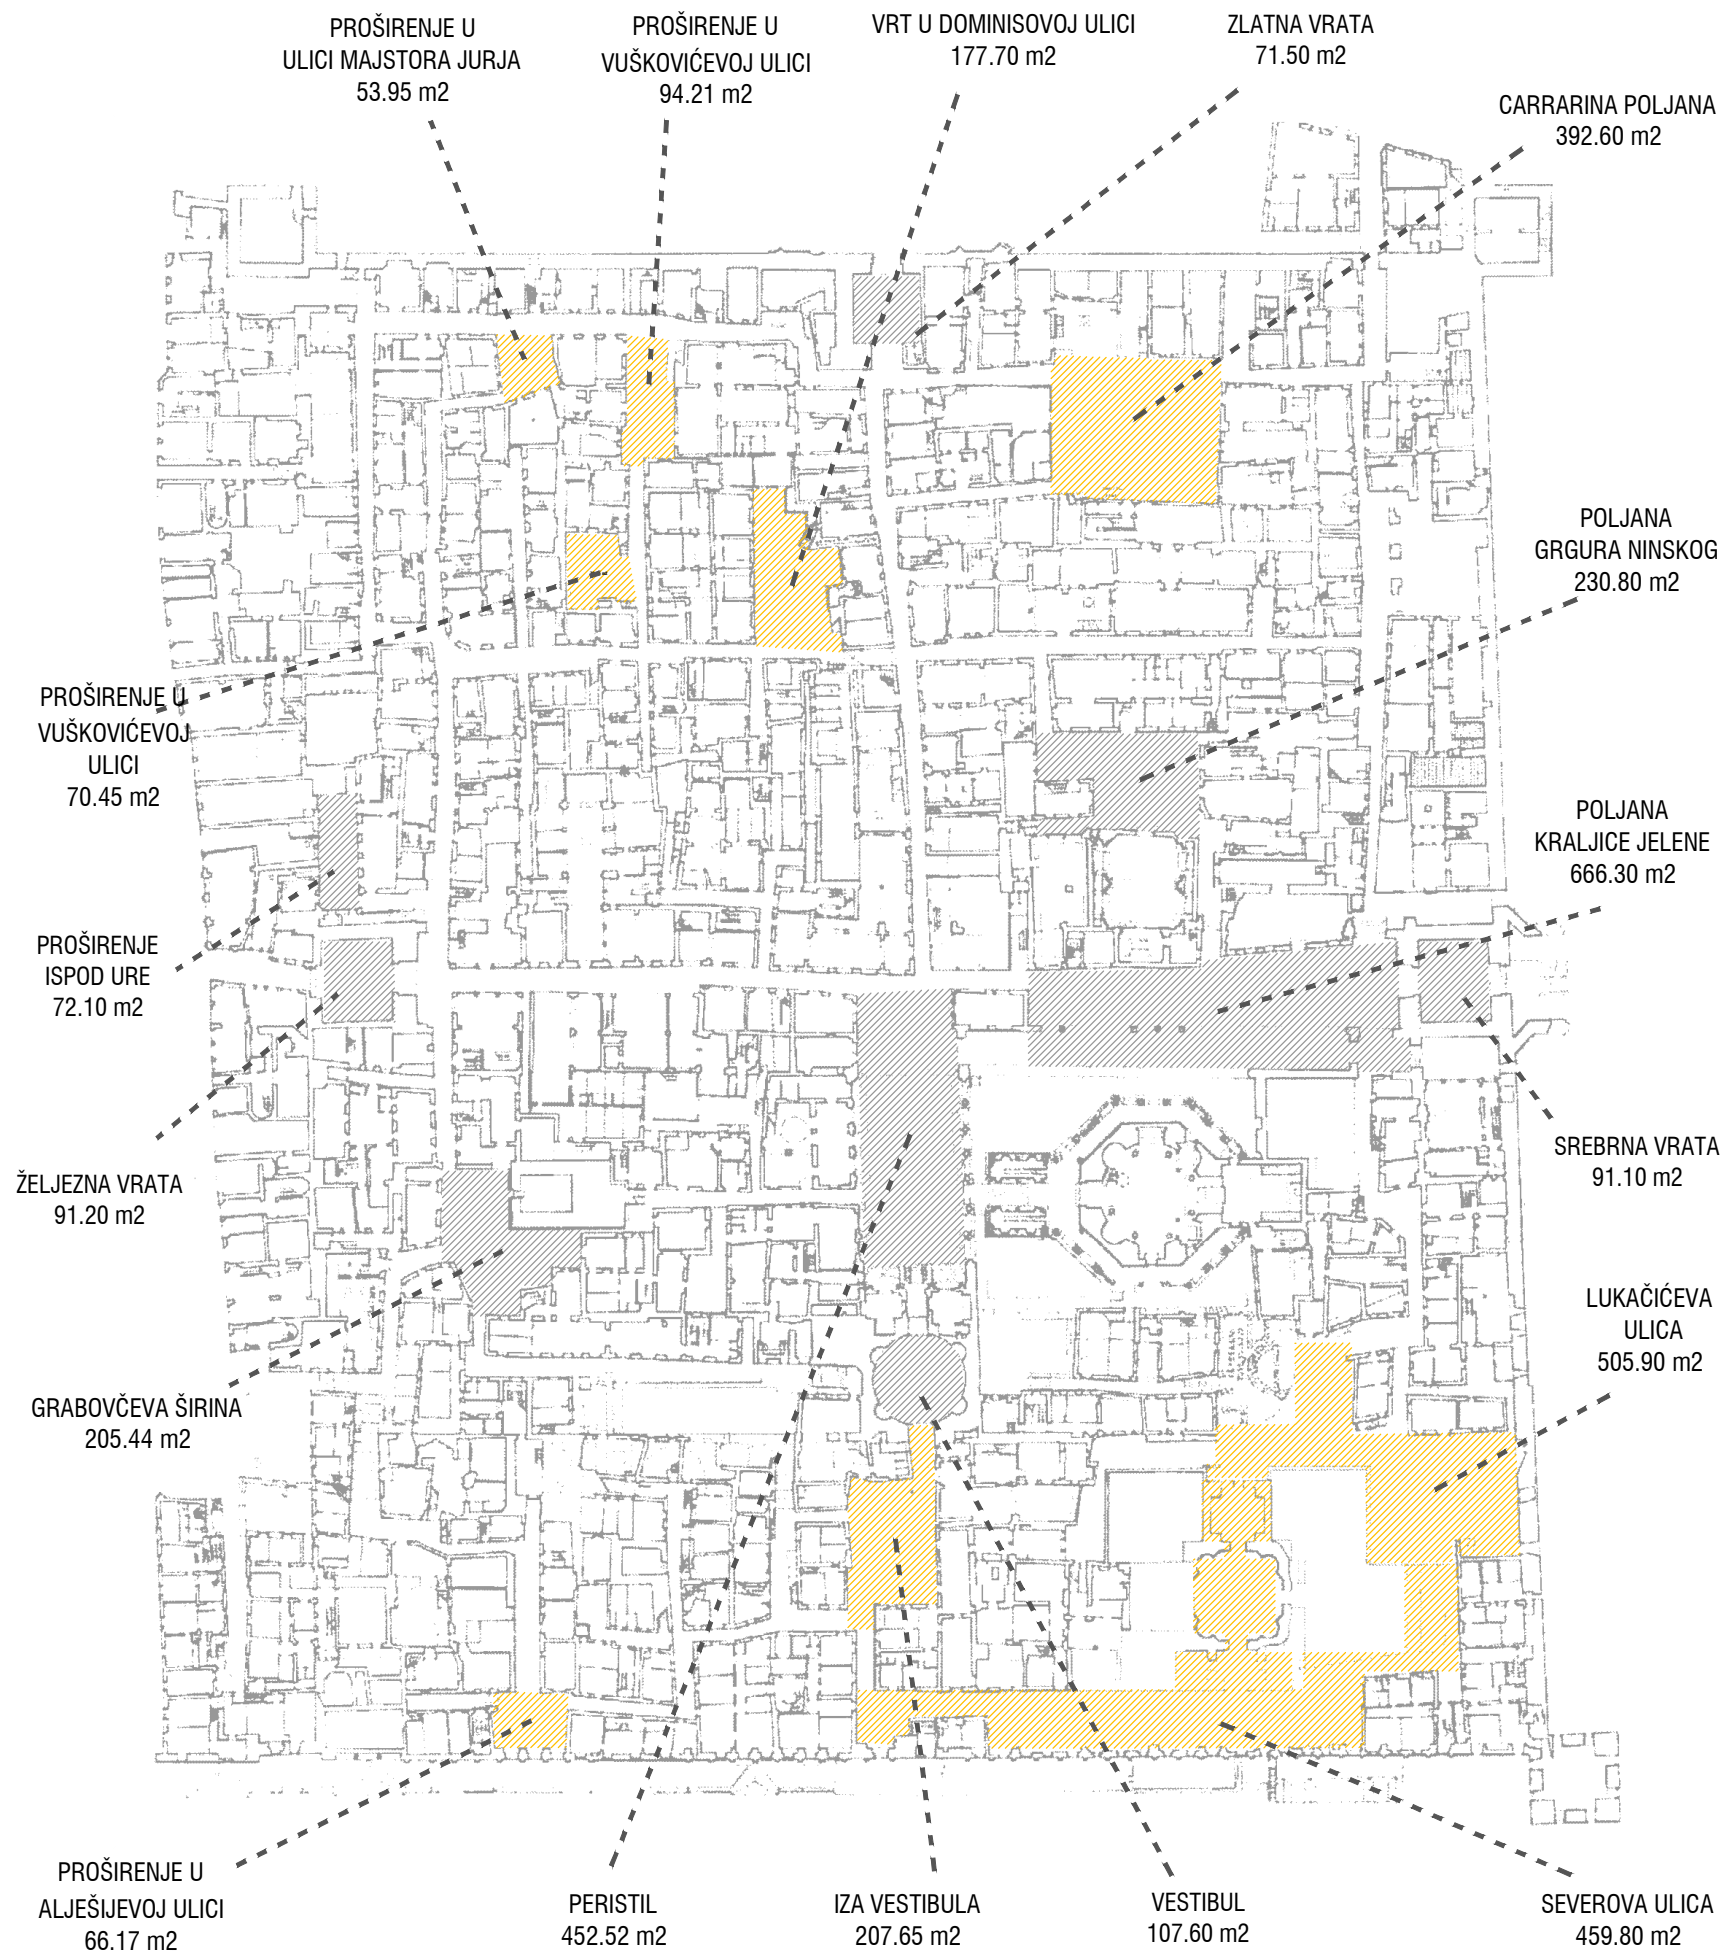 PROŠIRENJE U
ULICI MAJSTORA JURJA
53.95 m2
PROŠIRENJE U
VUŠKOVIĆEVOJ ULICI
94.21 m2
VRT U DOMINISOVOJ ULICI
177.70 m2
ZLATNA VRATA
71.50 m2
CARRARINA POLJANA
392.60 m2
POLJANA
GRGURA NINSKOG
230.80 m2
PROŠIRENJE U
VUŠKOVIĆEVOJ
ULICI
70.45 m2
POLJANA
KRALJICE JELENE
666.30 m2
PROŠIRENJE
ISPOD URE
72.10 m2
SREBRNA VRATA
91.10 m2
ŽELJEZNA VRATA
91.20 m2
LUKAČIĆEVA
ULICA
505.90 m2
GRABOVČEVA ŠIRINA
205.44 m2
PROŠIRENJE U
ALJEŠIJEVOJ ULICI
66.17 m2
PERISTIL
452.52 m2
IZA VESTIBULA
207.65 m2
VESTIBUL
107.60 m2
SEVEROVA ULICA
459.80 m2